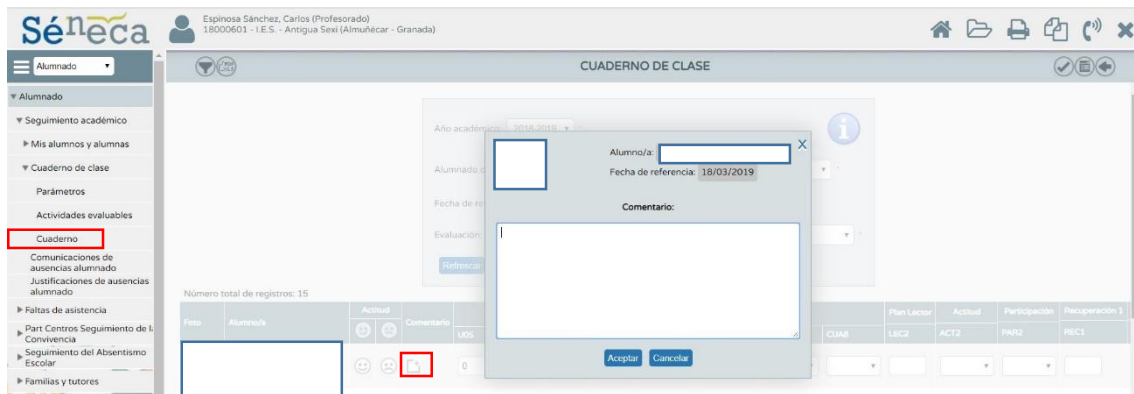 Séneca
Espinosa Sánchez, Carlos (Profesorado)
18000601 - I.E.S. - Antigua Sexi (Almuñécar - Granada)
Alumnado
CUADERNO DE CLASE
Alumnado
Seguimiento académico
Mis alumnos y alumnas
Cuaderno de clase
Parámetros
Actividades evaluables
Cuaderno
Comunicaciones de
ausencias alumnado
Justificaciones de ausencias
alumnado
Faltas de asistencia
Part Centros Seguimiento de la
Convivencia
Seguimiento del Absentismo
Escolar
Familias y tutores
Año académico: 2018-2019
Alumnado
Fecha de re
Evaluación:
Refrescar
Alumno/a:
X
Fecha de referencia: 18/03/2019
Comentario:
Aceptar Cancelar
Número total de registros: 15
Foto Alumno/a Actitud Comentario Plan Lector Actitud Participación Recuperación 1
UOS CUA8 LEC2 ACT2 PAR2 REC1
0